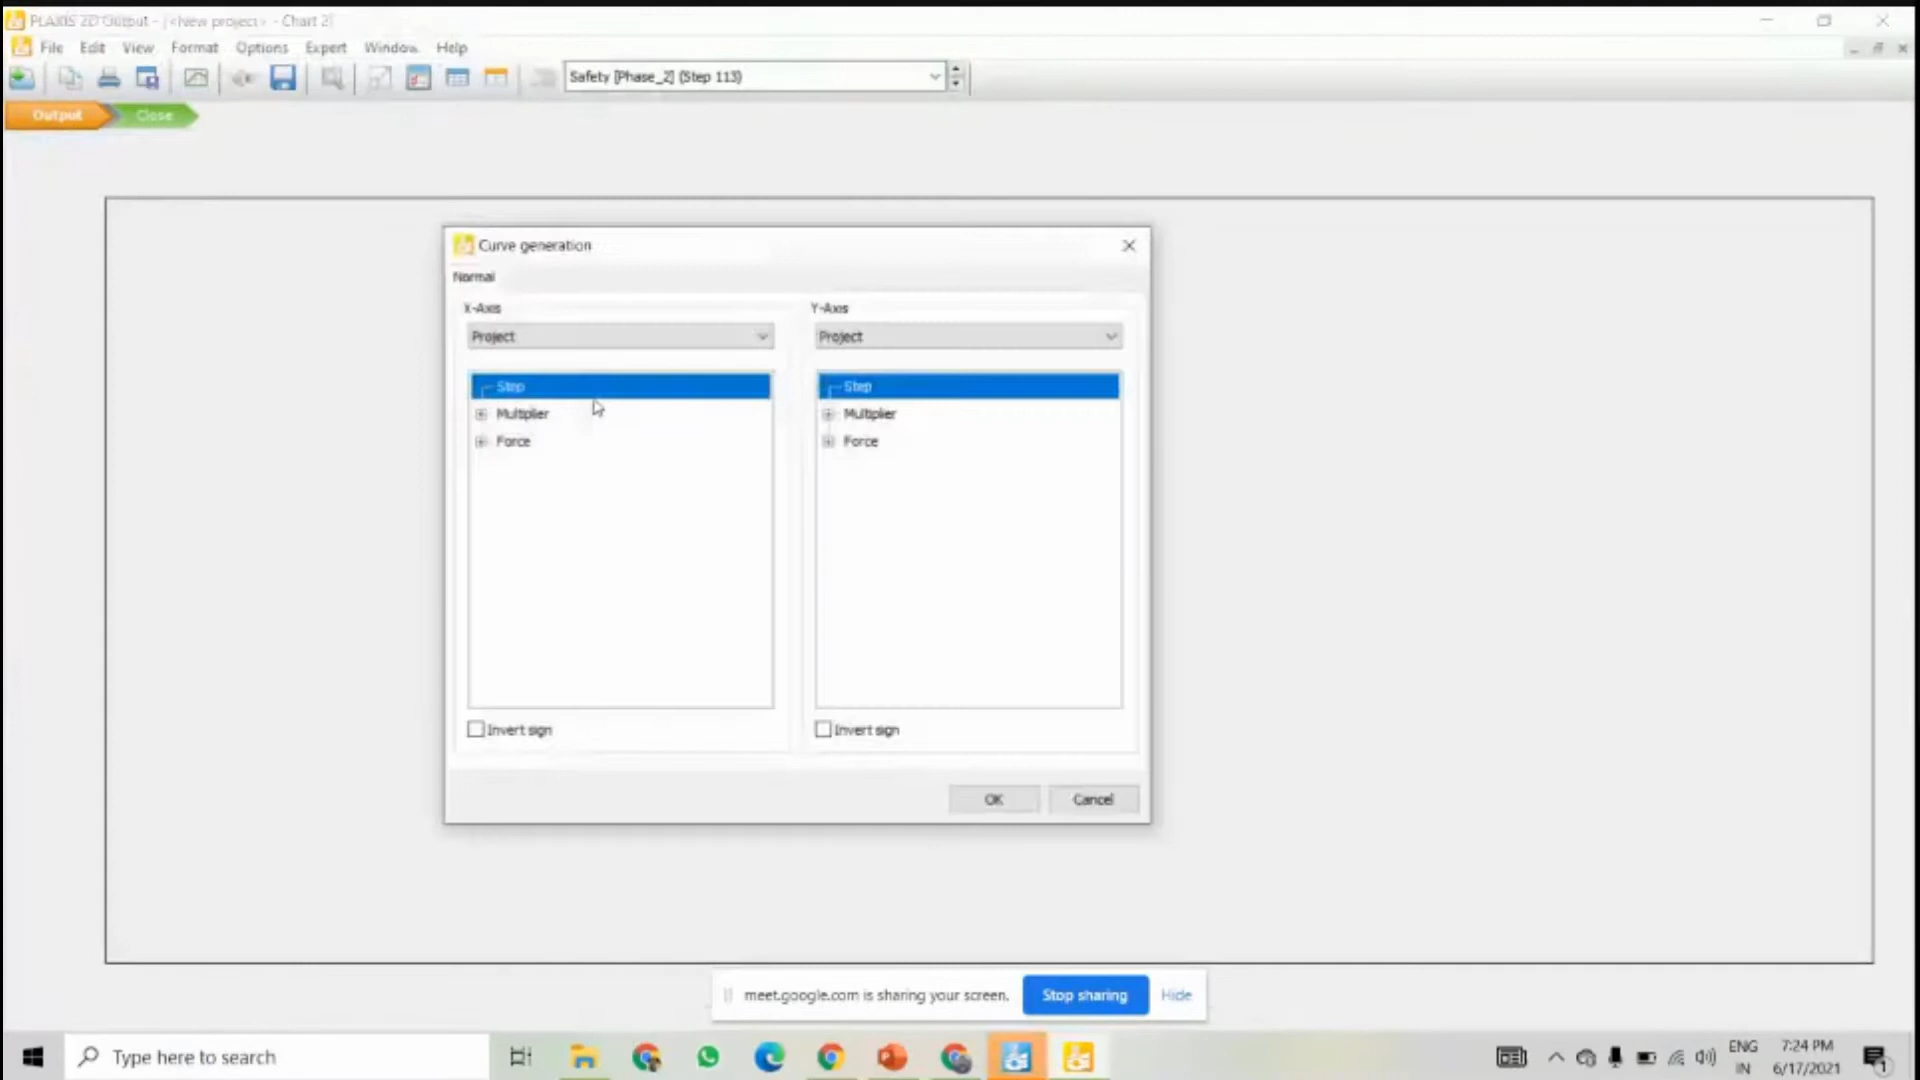 PLAXIS 2D Output - [<New project> - Chart 2]
File Edit View Format Options Expert Window Help
Safety [Phase_2] (Step 113)
Output Close
Curve generation
Normal
X-Axis Y-Axis
Project Project
Step Step
Multiplier Multiplier
Force Force
Invert sign Invert sign
OK Cancel
meet.google.com is sharing your screen. Stop sharing Hide
Type here to search
ENG 7:24 PM
IN 6/17/2021
1